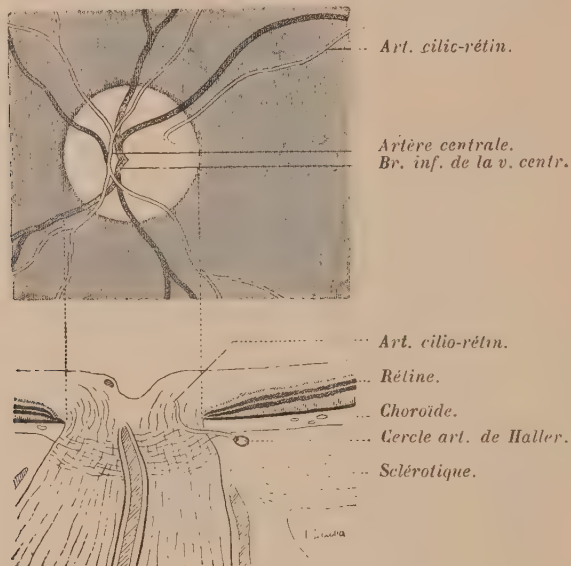 Art. cilio-rétin.
Artère centrale.
Br. inf. de la v. centr.
Art. cilio-rétin.
Rétine.
Choroïde.
Cercle art. de Haller.
Sclérotique.